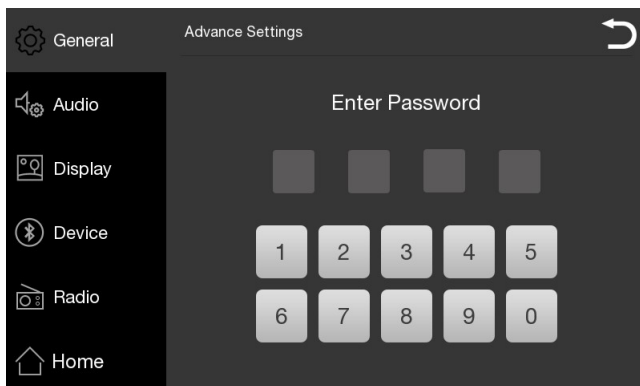 General
Audio
Display
Device
Radio
Home
Advance Settings
Enter Password
1 2 3 4 5
6 7 8 9 0